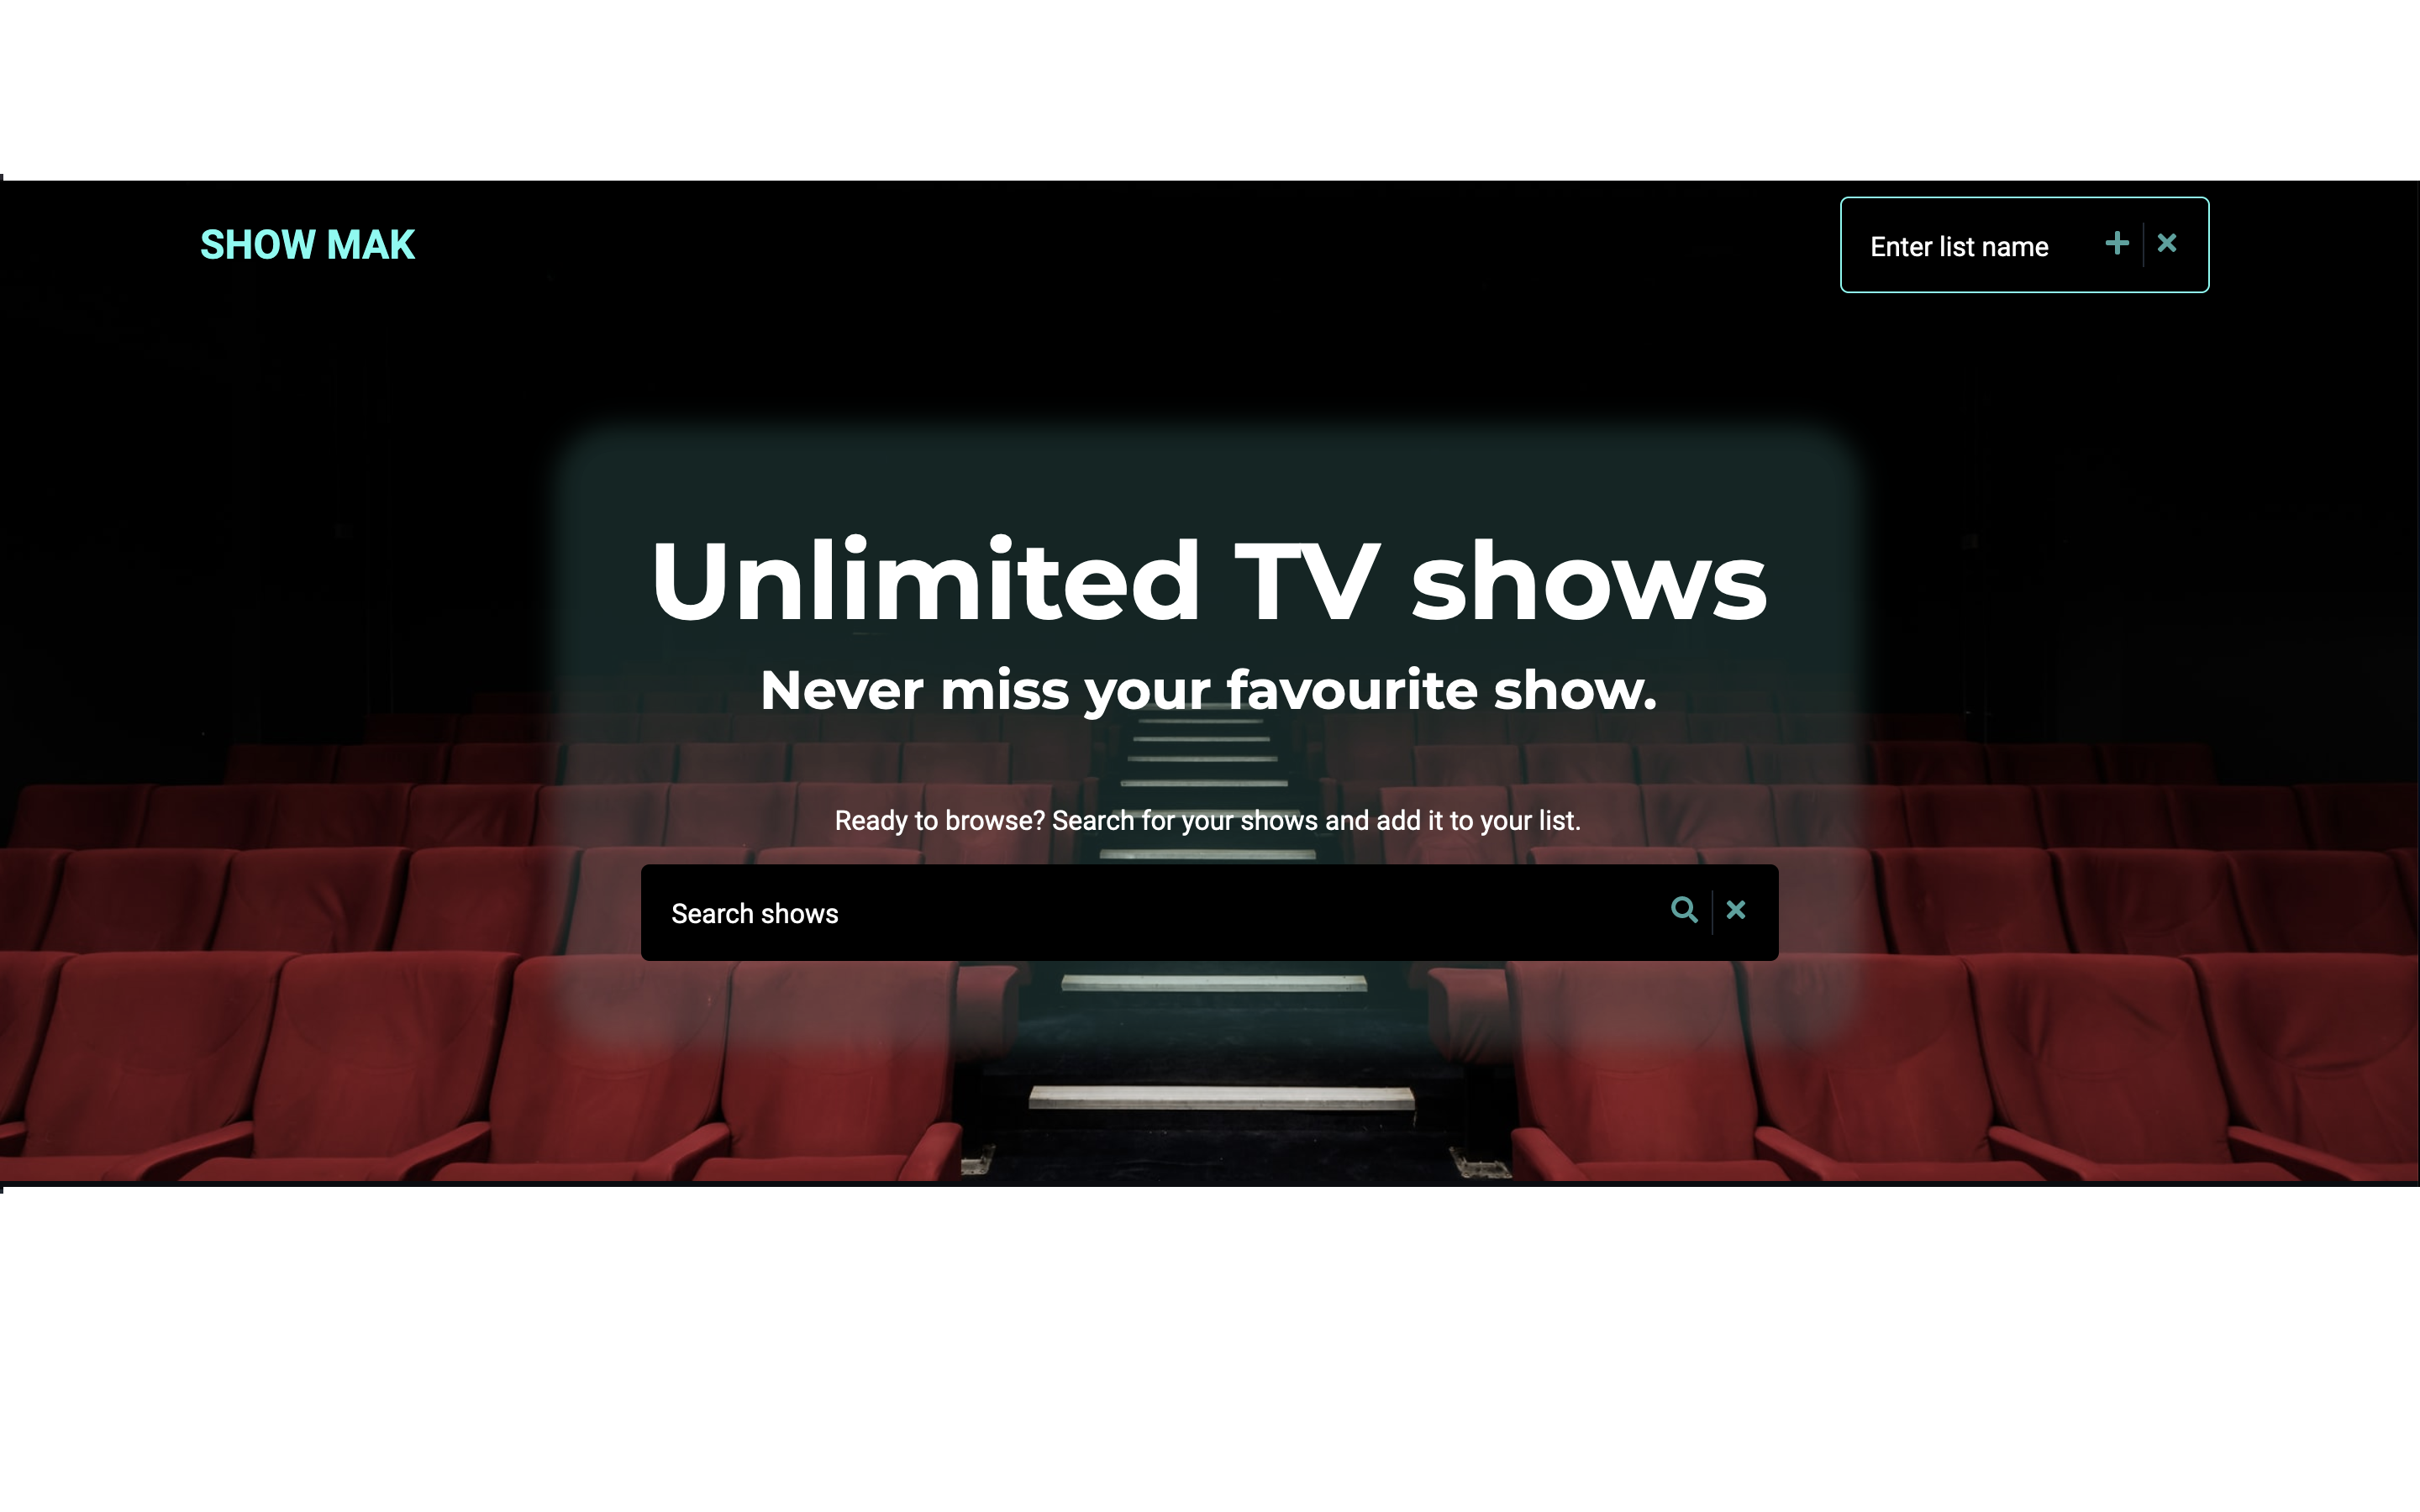 SHOW MAK
Enter list name
Unlimited TV shows
Never miss your favourite show.
Ready to browse? Search for your shows and add it to your list.
Search shows